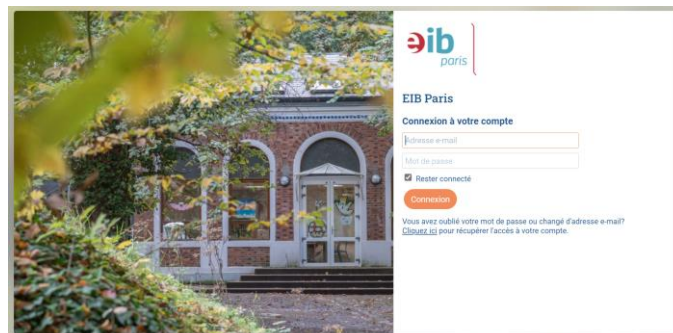 eib
paris
EIB Paris
Connexion à votre compte
Adresse e-mail
Mot de passe
Rester connecté
Connexion
Vous avez oublié votre mot de passe ou changé d'adresse e-mail?
Cliquez ici pour récupérer l'accès à votre compte.